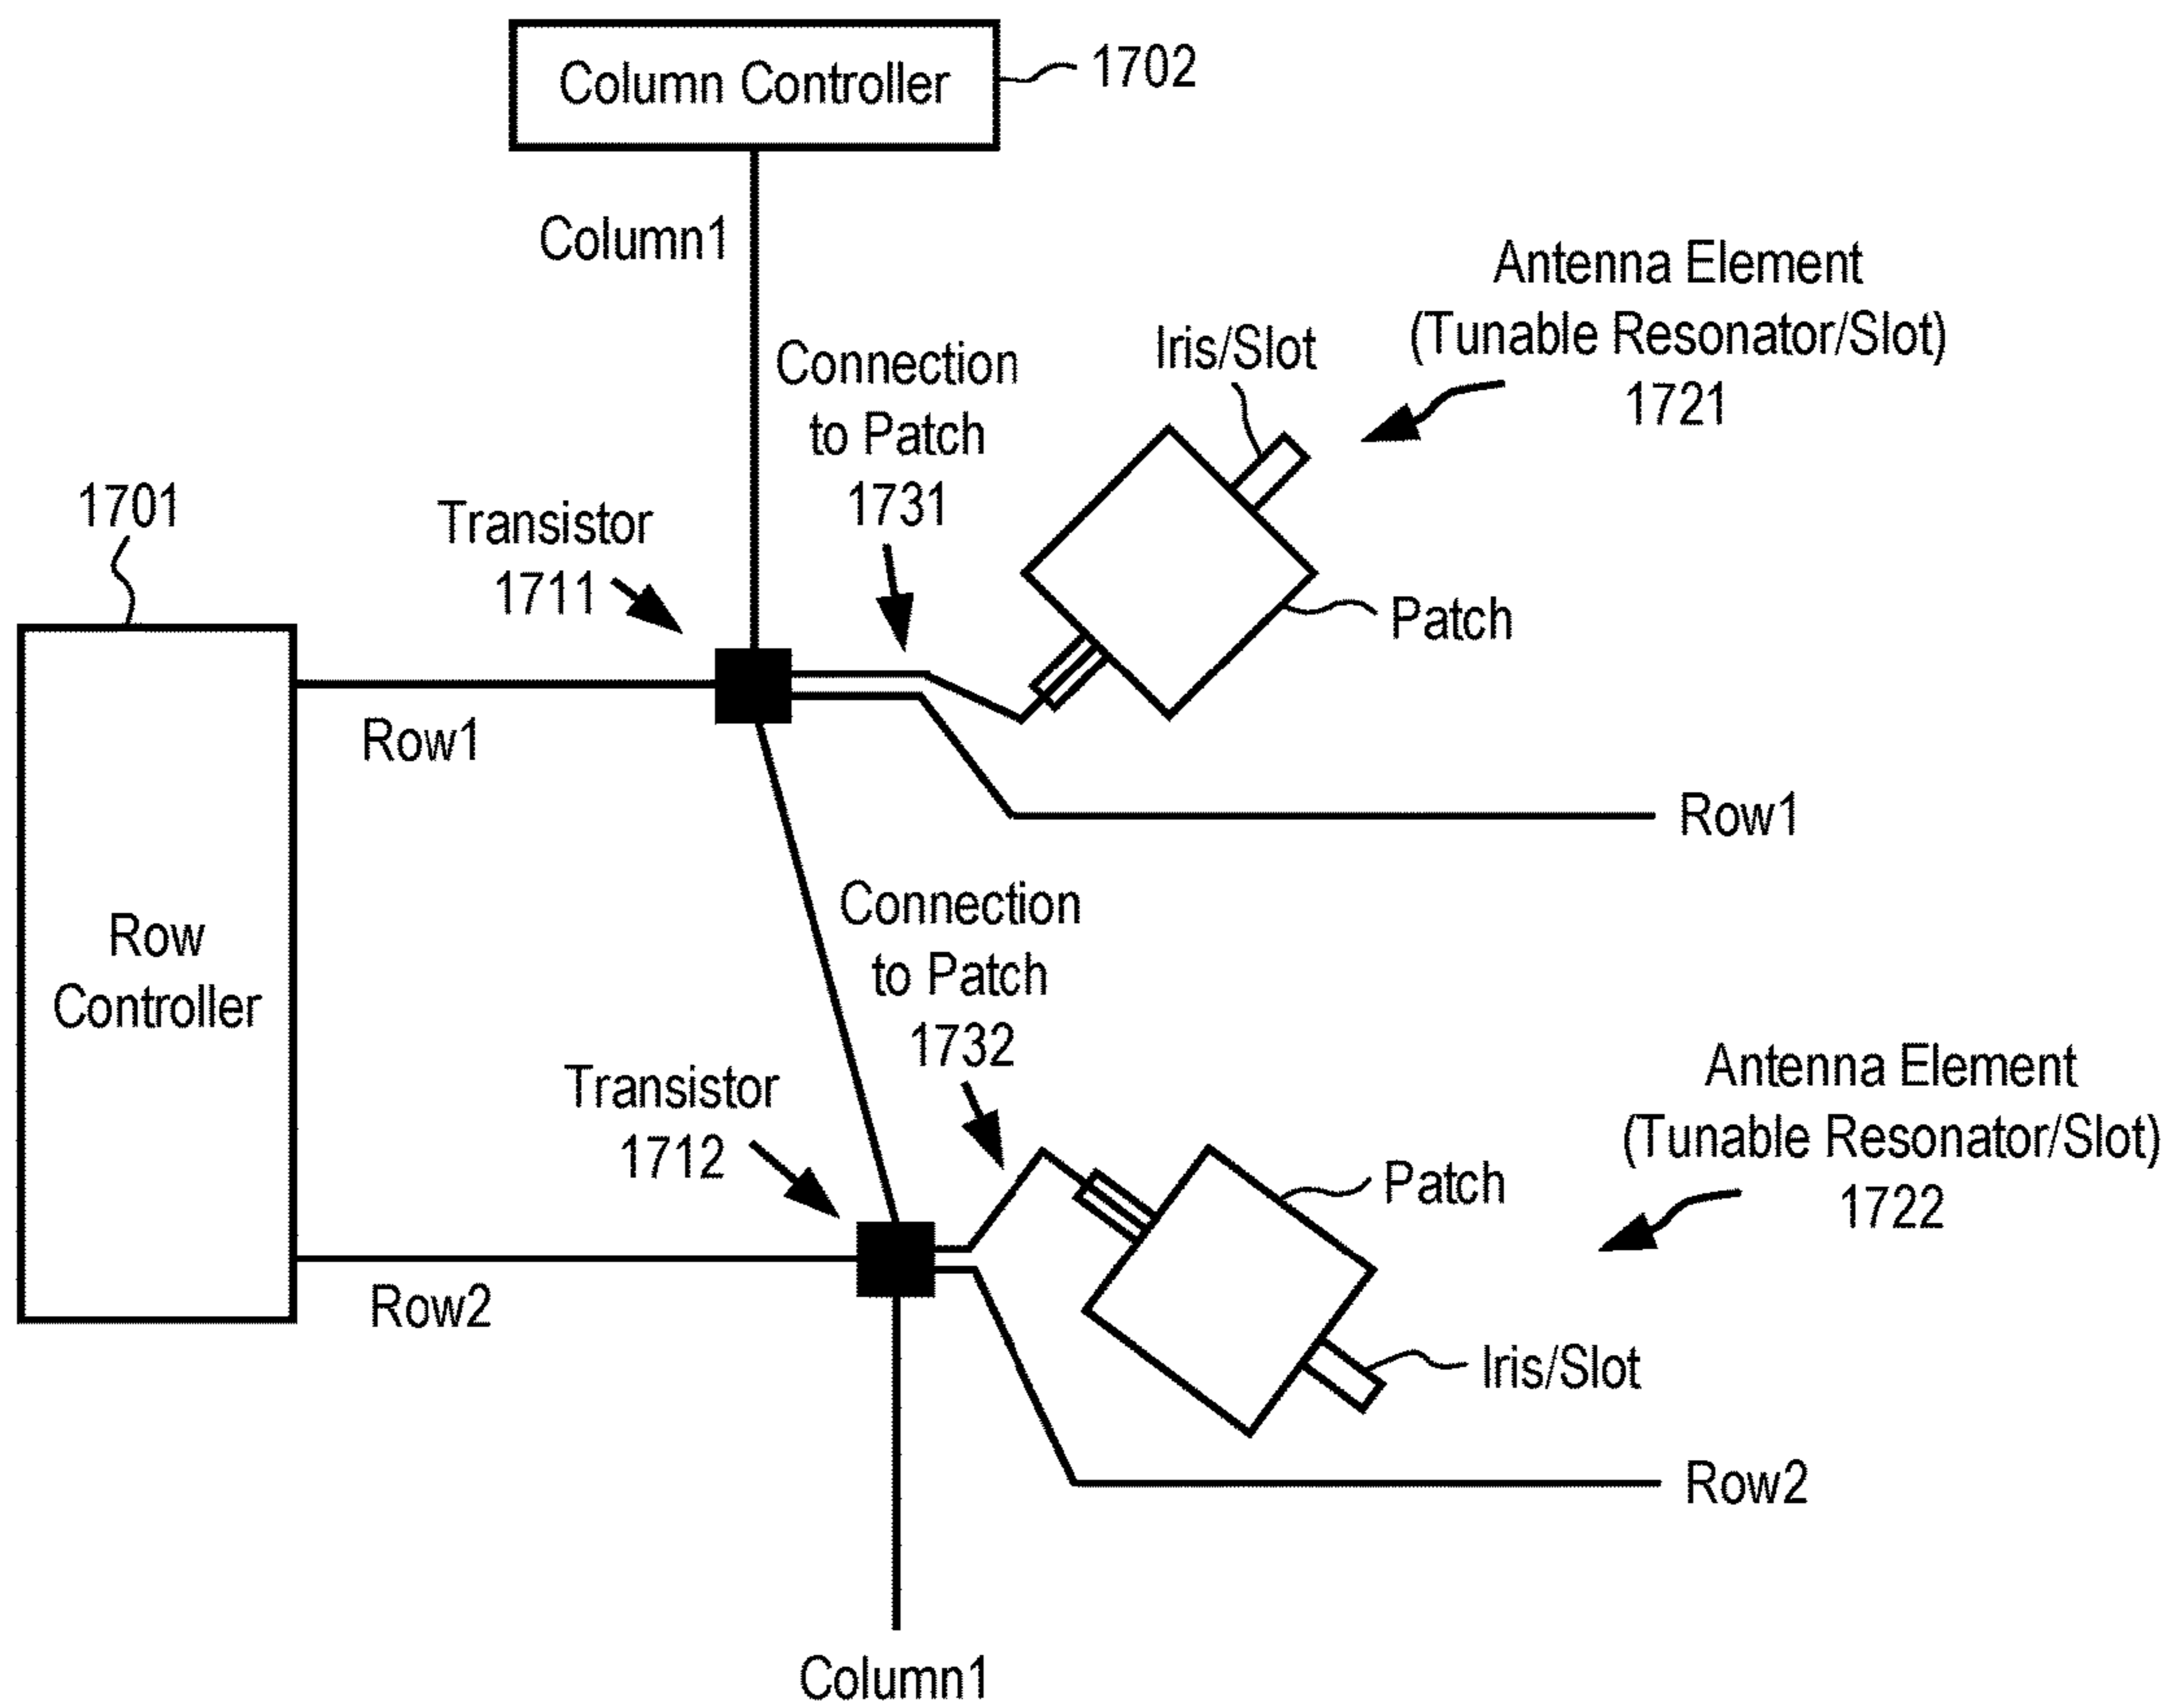 Column Controller
1702
Column1
Antenna Element
(Tunable Resonator/Slot)
1721
Iris/Slot
Connection
to Patch
1731
1701
Transistor
1711
Patch
Row1
Row1
Row
Controller
Connection
to Patch
1732
Transistor
1712
Antenna Element
(Tunable Resonator/Slot)
1722
Patch
Row2
Iris/Slot
Row2
Column1